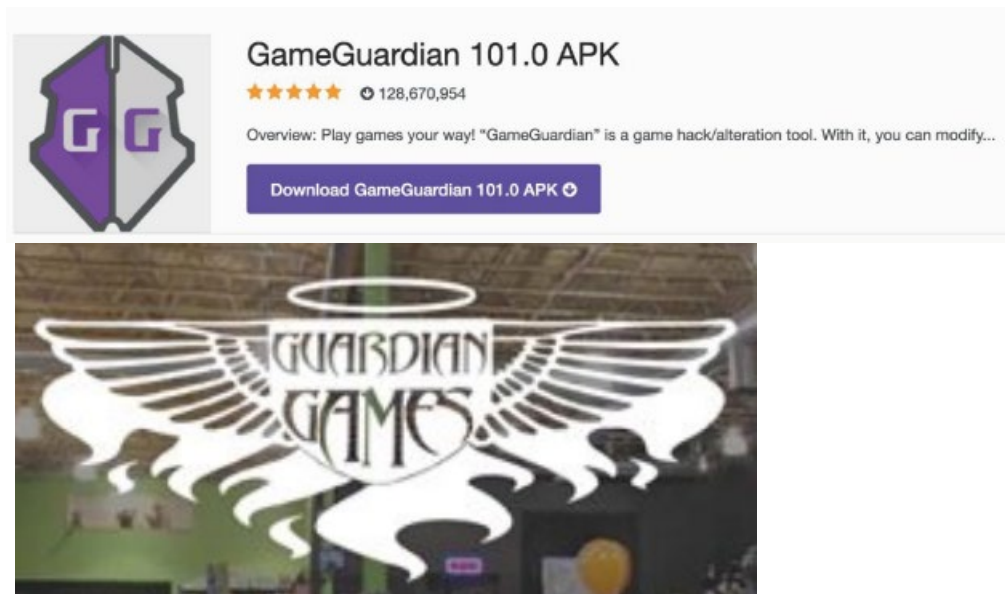 GameGuardian 101.0 APK
128,670,954
Overview: Play games your way! “GameGuardian” is a game hack/alteration tool. With it, you can modify...
Download GameGuardian 101.0 APK
GG
GUARDIAN
GAMES